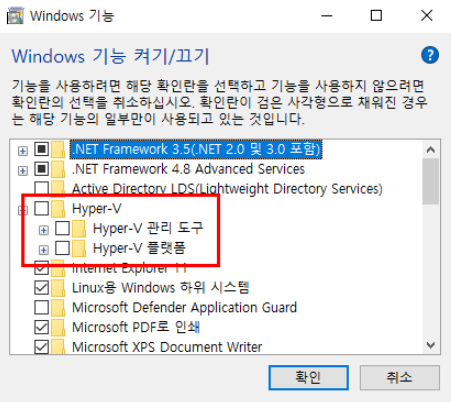 Windows 기능
Windows 기능 켜기/끄기
기능을 사용하려면 해당 확인란을 선택하고 기능을 사용하지 않으려면
확인란의 선택을 취소하십시오. 확인란이 검은 사각형으로 채워진 경우
는 해당 기능의 일부만이 사용되고 있는 것입니다.
.NET Framework 3.5(.NET 2.0 및 3.0 포함)
.NET Framework 4.8 Advanced Services
Active Directory LDS(Lightweight Directory Services)
Hyper-V
Hyper-V 관리 도구
Hyper-V 플랫폼
Internet Explorer 11
Linux용 Windows 하위 시스템
Microsoft Defender Application Guard
Microsoft PDF로 인쇄
Microsoft XPS Document Writer
확인
취소